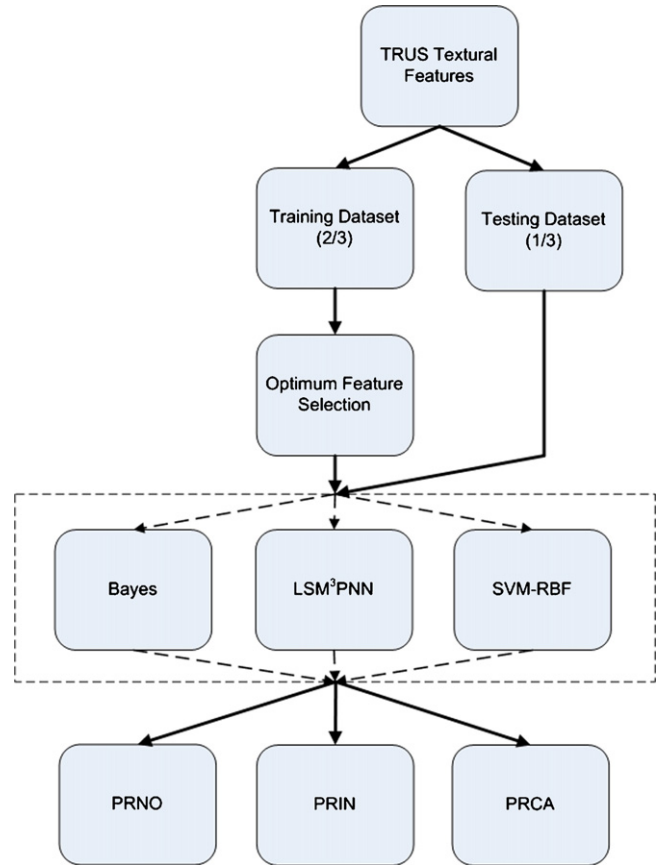 TRUS Textural
Features
Training Dataset
(2/3)
Testing Dataset
(1/3)
Optimum Feature
Selection
Bayes
LSM³PNN
SVM-RBF
PRNO
PRIN
PRCA